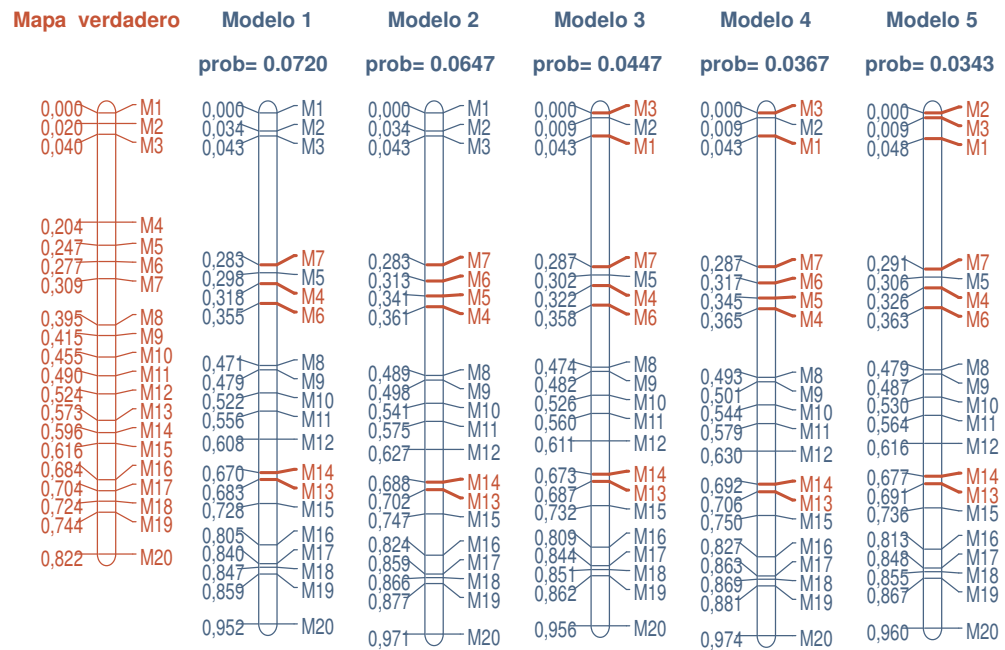 Mapa verdadero
0,000 M1
0,020 M2
0,040 M3
0,204 M4
0,247 M5
0,277 M6
0,309 M7
0,395 M8
0,415 M9
0,455 M10
0,490 M11
0,524 M12
0,573 M13
0,596 M14
0,616 M15
0,684 M16
0,704 M17
0,724 M18
0,744 M19
0,822 M20
Modelo 1
prob= 0.0720
0,000 M1
0,034 M2
0,043 M3
0,283 M7
0,298 M5
0,318 M4
0,355 M6
0,471 M8
0,479 M9
0,522 M10
0,556 M11
0,608 M12
0,670 M14
0,683 M13
0,728 M15
0,805 M16
0,840 M17
0,847 M18
0,859 M19
0,952 M20
Modelo 2
prob= 0.0647
0,000 M1
0,034 M2
0,043 M3
0,283 M7
0,313 M6
0,341 M5
0,361 M4
0,489 M8
0,498 M9
0,541 M10
0,575 M11
0,627 M12
0,688 M14
0,702 M13
0,747 M15
0,824 M16
0,859 M17
0,866 M18
0,877 M19
0,971 M20
Modelo 3
prob= 0.0447
0,000 M3
0,009 M2
0,043 M1
0,287 M7
0,302 M5
0,322 M4
0,358 M6
0,474 M8
0,482 M9
0,526 M10
0,560 M11
0,611 M12
0,673 M14
0,687 M13
0,732 M15
0,809 M16
0,844 M17
0,851 M18
0,862 M19
0,956 M20
Modelo 4
prob= 0.0367
0,000 M3
0,009 M2
0,043 M1
0,287 M7
0,317 M6
0,345 M5
0,365 M4
0,493 M8
0,501 M9
0,544 M10
0,579 M11
0,630 M12
0,692 M14
0,706 M13
0,750 M15
0,827 M16
0,863 M17
0,869 M18
0,881 M19
0,974 M20
Modelo 5
prob= 0.0343
0,000 M2
0,009 M3
0,048 M1
0,291 M7
0,306 M5
0,326 M4
0,363 M6
0,479 M8
0,487 M9
0,530 M10
0,564 M11
0,616 M12
0,677 M14
0,691 M13
0,736 M15
0,813 M16
0,848 M17
0,855 M18
0,867 M19
0,960 M20